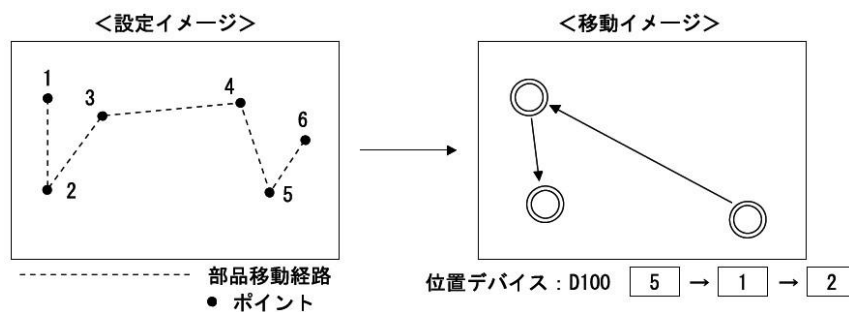 <設定イメージ>
<移動イメージ>
1
3
4
6
2
5
部品移動経路
ポイント
位置デバイス：D100 5 → 1 → 2